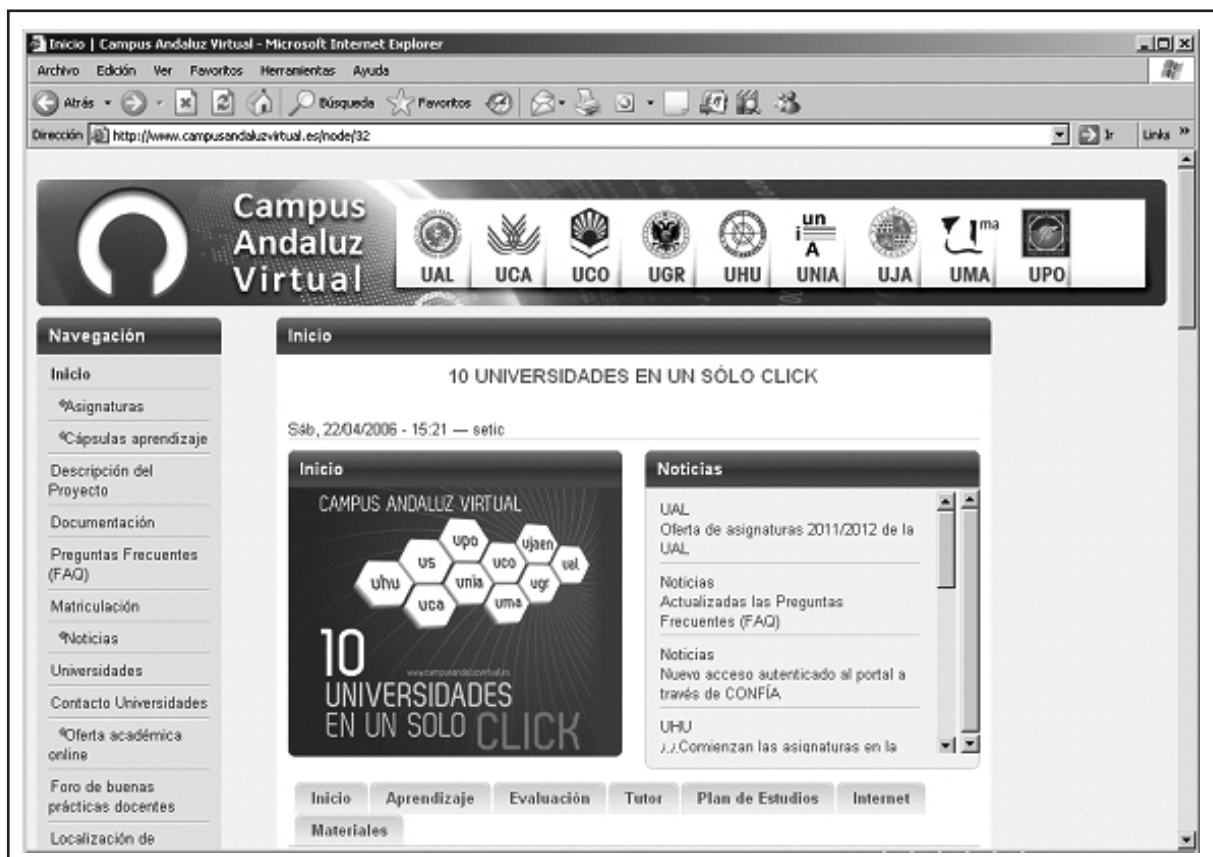 Inicio | Campus Andaluz Virtual - Microsoft Internet Explorer
Archivo Edición Ver Favoritos Herramientas Ayuda
Atrás Búsqueda Favoritos
Dirección http://www.campusandaluzvirtual.es/node/32 Ir Links »
Campus
Andaluz
Virtual
un
i
A
ma
UAL UCA UCO UGR UHU UNIA UJA UMA UPO
Navegación
Inicio
Asignaturas
Cápsulas aprendizaje
Descripción del
Proyecto
Documentación
Preguntas Frecuentes
(FAQ)
Matriculación
Noticias
Universidades
Contacto Universidades
Oferta académica
online
Foro de buenas
prácticas docentes
Localización de
Inicio
10 UNIVERSIDADES EN UN SÓLO CLICK
Sáb, 22/04/2006 - 15:21 — setic
Inicio
CAMPUS ANDALUZ VIRTUAL
upo
ujaen
us
uco
ual
uhu
unia
ugr
uca
uma
10
www.campusandaluzvirtual.es
UNIVERSIDADES
EN UN SOLO CLICK
Noticias
UAL
Oferta de asignaturas 2011/2012 de la
UAL
Noticias
Actualizadas las Preguntas
Frecuentes (FAQ)
Noticias
Nuevo acceso autenticado al portal a
través de CONFÍA
UHU
¡¡Comienzan las asignaturas en la
Inicio Aprendizaje Evaluación Tutor Plan de Estudios Internet
Materiales